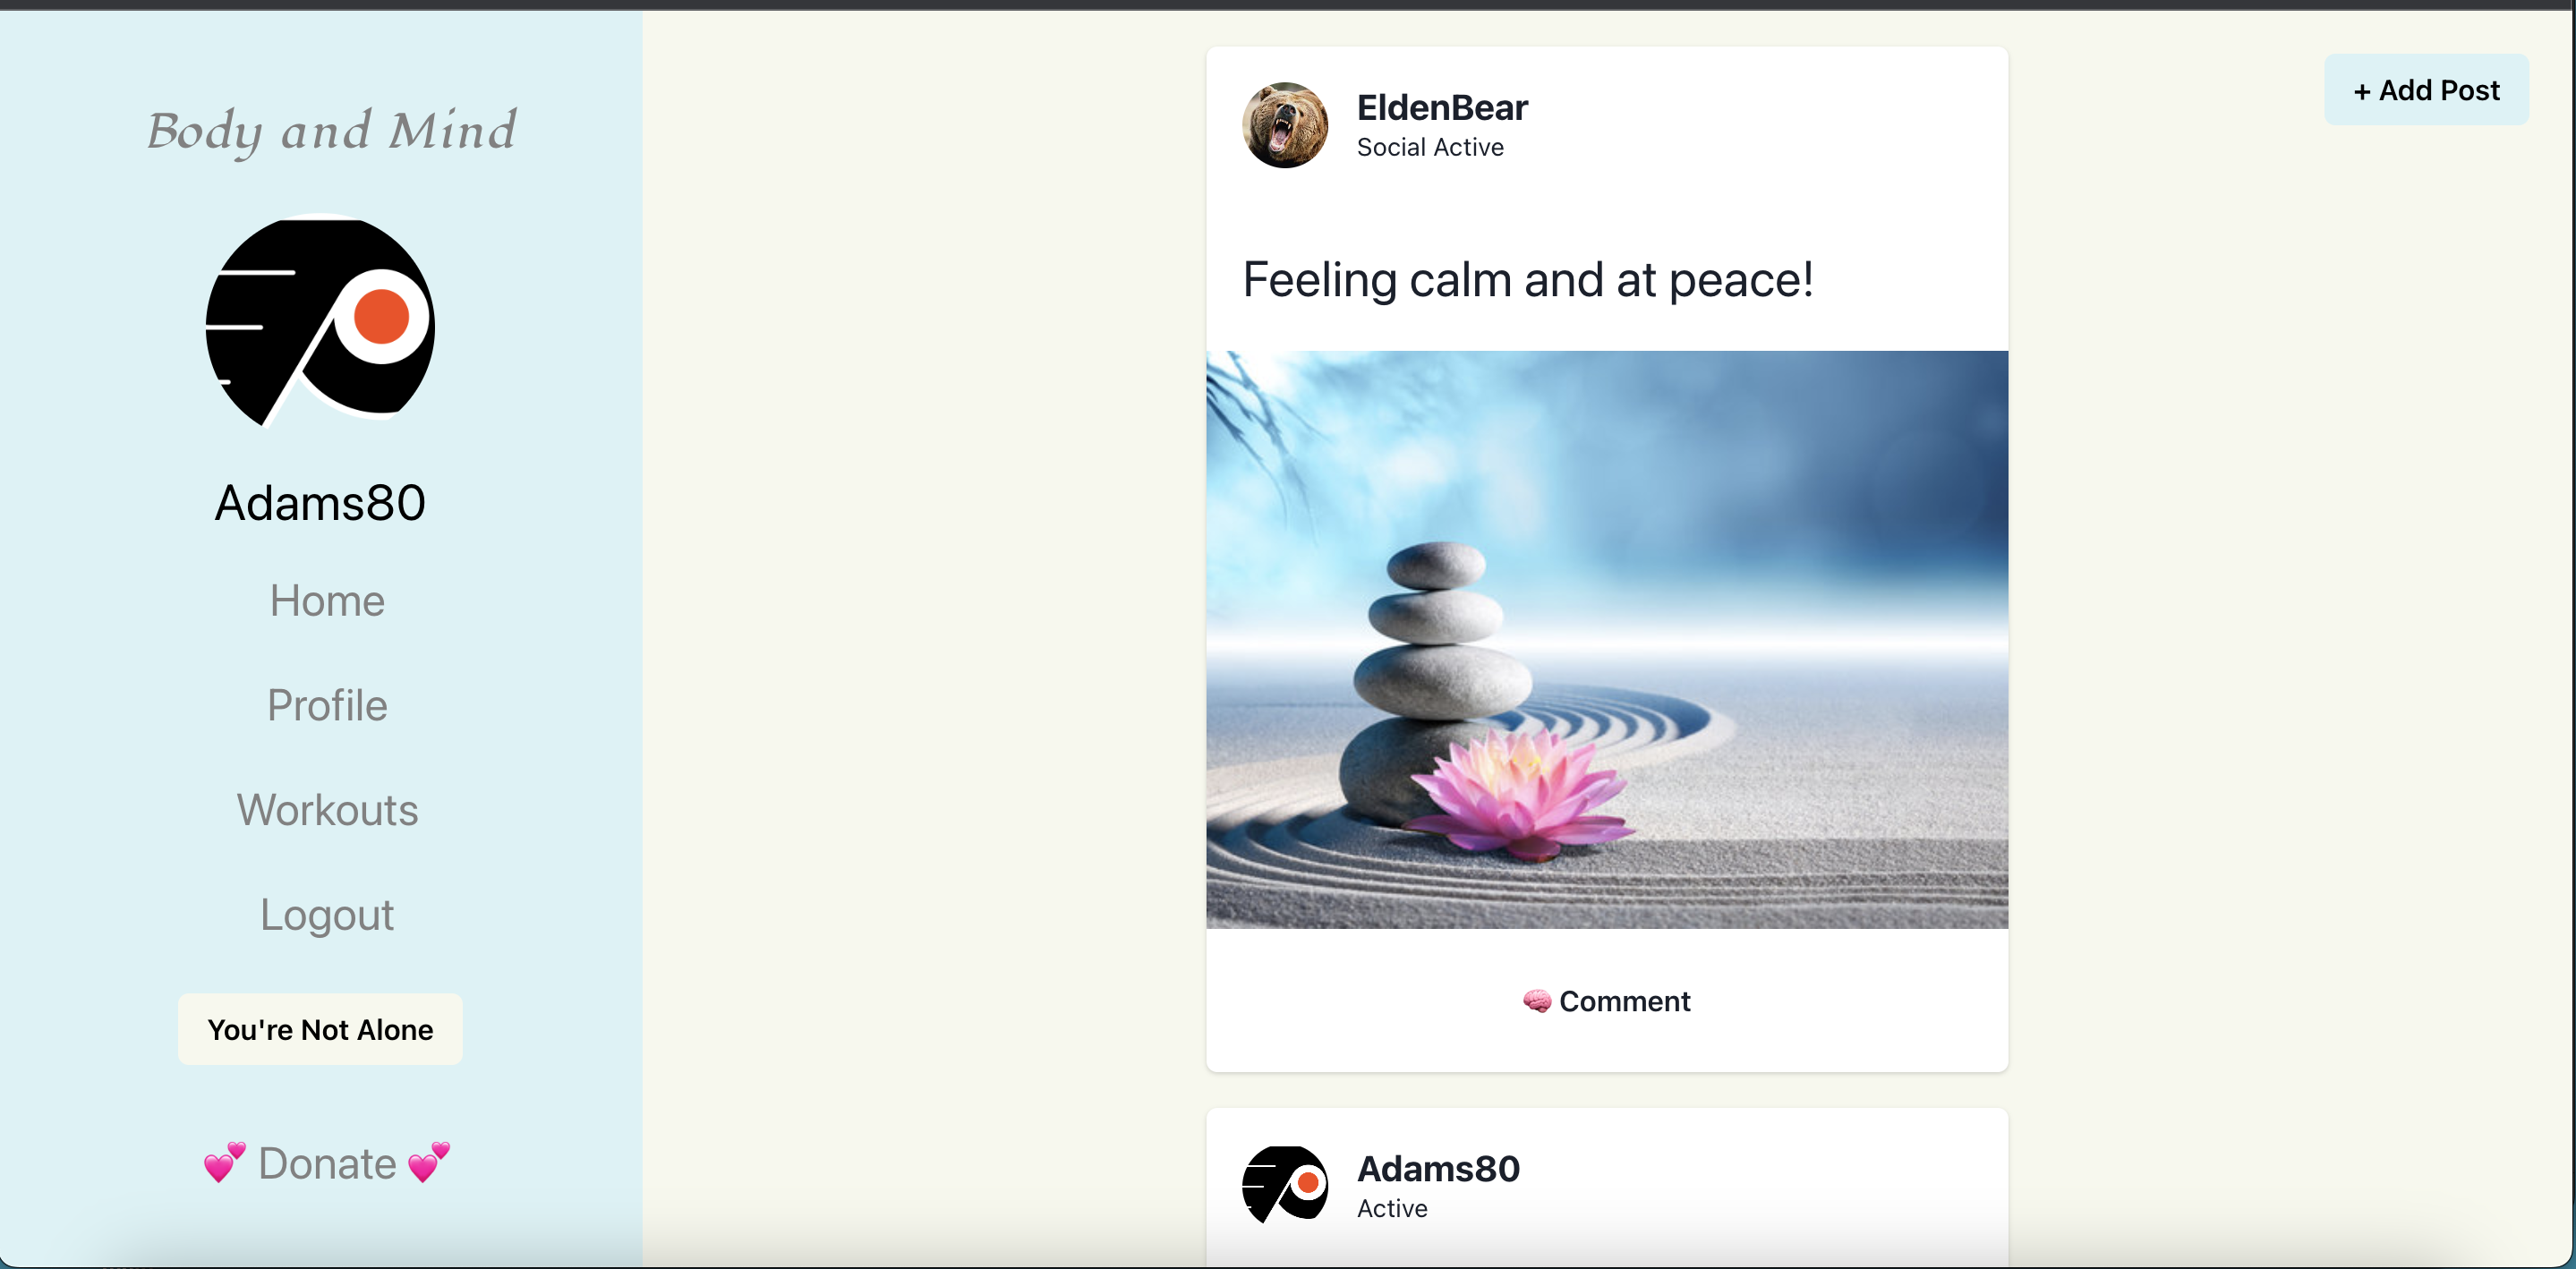 Body and Mind
Adams80
Home
Profile
Workouts
Logout
You're Not Alone
💕 Donate 💕
+ Add Post
EldenBear
Social Active
Feeling calm and at peace!
🧠 Comment
Adams80
Active